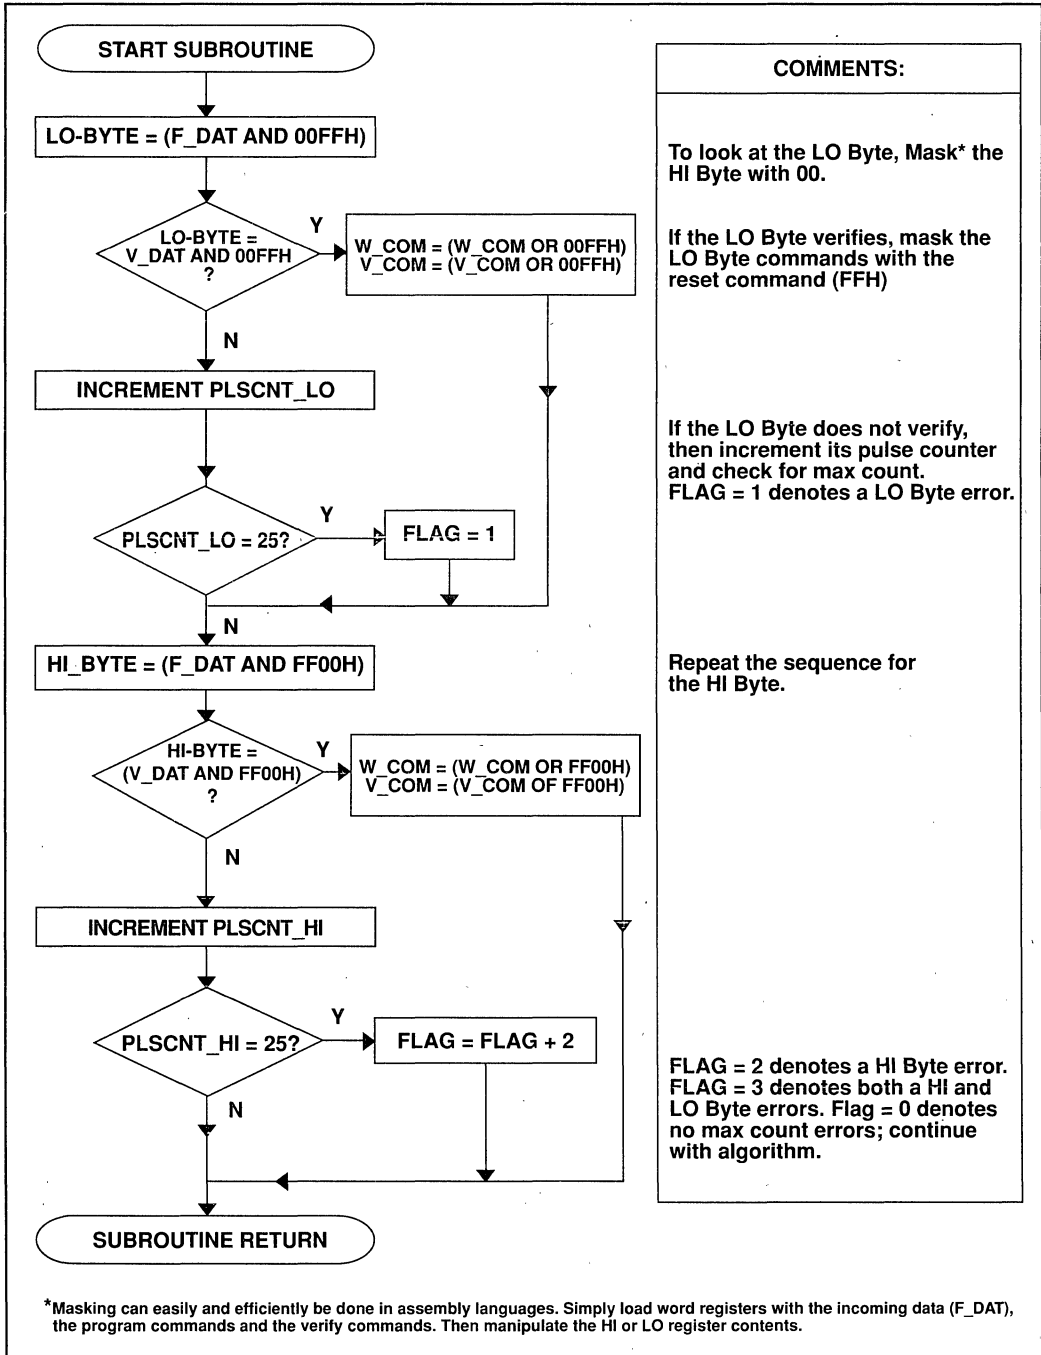 START SUBROUTINE
LO-BYTE = (F_DAT AND 00FFH)
LO-BYTE =
V_DAT AND 00FFH
?
Y
W_COM = (W_COM OR 00FFH)
V_COM = (V_COM OR 00FFH)
N
INCREMENT PLSCNT_LO
PLSCNT_LO = 25?
Y
FLAG = 1
N
HI_BYTE = (F_DAT AND FF00H)
HI-BYTE =
(V_DAT AND FF00H)
?
Y
W_COM = (W_COM OR FF00H)
V_COM = (V_COM OF FF00H)
N
INCREMENT PLSCNT_HI
PLSCNT_HI = 25?
Y
FLAG = FLAG + 2
N
SUBROUTINE RETURN
COMMENTS:
To look at the LO Byte, Mask* the
HI Byte with 00.
If the LO Byte verifies, mask the
LO Byte commands with the
reset command (FFH)
If the LO Byte does not verify,
then increment its pulse counter
and check for max count.
FLAG = 1 denotes a LO Byte error.
Repeat the sequence for
the HI Byte.
FLAG = 2 denotes a HI Byte error.
FLAG = 3 denotes both a HI and
LO Byte errors. Flag = 0 denotes
no max count errors; continue
with algorithm.
*Masking can easily and efficiently be done in assembly languages. Simply load word registers with the incoming data (F_DAT),
the program commands and the verify commands. Then manipulate the HI or LO register contents.